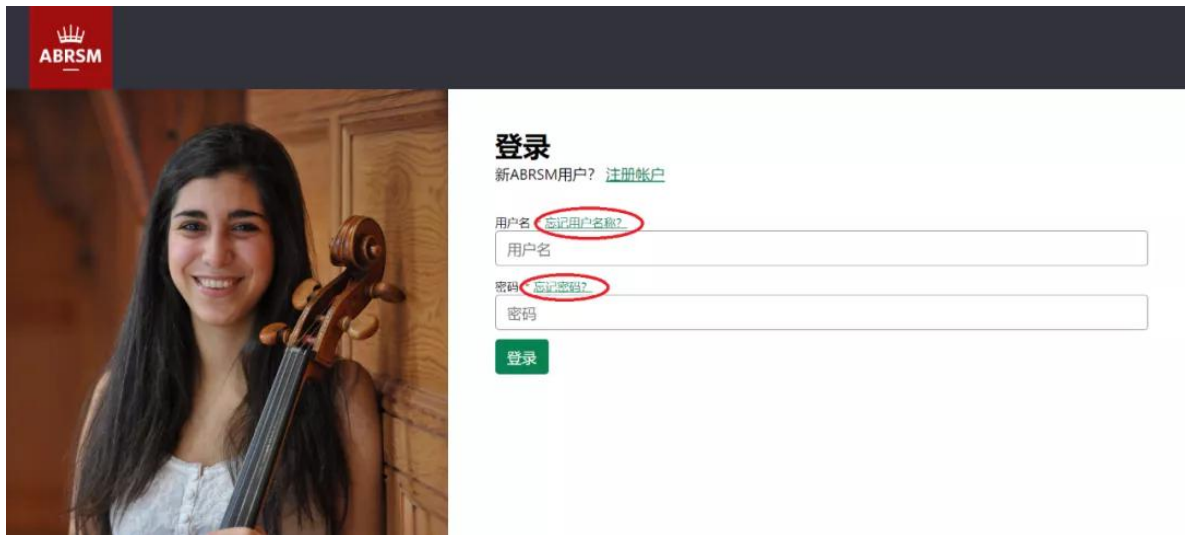 ABRSM
登录
新ABRSM用户? 注册帐户
用户名 * 忘记用户名称?
用户名
密码 * 忘记密码?
密码
登录